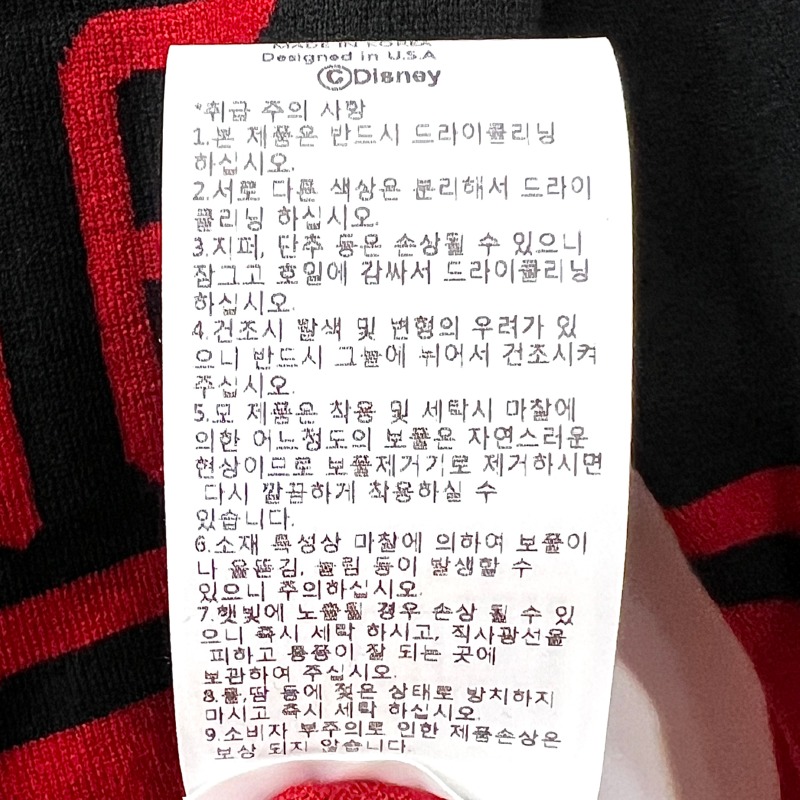 MADE IN KOREA
Designed in U.S.A
©Disney
*취급 주의 사항
1.본 제품은 반드시 드라이클리닝
하십시오.
2.서로 다른 색상은 분리해서 드라이
클리닝 하십시오.
3.지퍼, 단추 등은 손상될 수 있으니
잠그고 호일에 감싸서 드라이클리닝
하십시오.
4.건조시 탈색 및 변형의 우려가 있
으니 반드시 그늘에 뉘어서 건조시켜
주십시오.
5.모 제품은 착용 및 세탁시 마찰에
의한 어느정도의 보풀은 자연스러운
현상이므로 보풀제거기로 제거하시면
다시 깔끔하게 착용하실 수
있습니다.
6.소재 특성상 마찰에 의하여 보풀이
나 올뜯김, 눌림 등이 발생할 수
있으니 주의하십시오.
7.햇빛에 노출될 경우 손상 될 수 있
으니 즉시 세탁 하시고, 직사광선을
피하고 통풍이 잘 되는 곳에
보관하여 주십시오.
8.물,땀 등에 젖은 상태로 방치하지
마시고 즉시 세탁 하십시오.
9.소비자 부주의로 인한 제품손상은
보상 되지 않습니다.